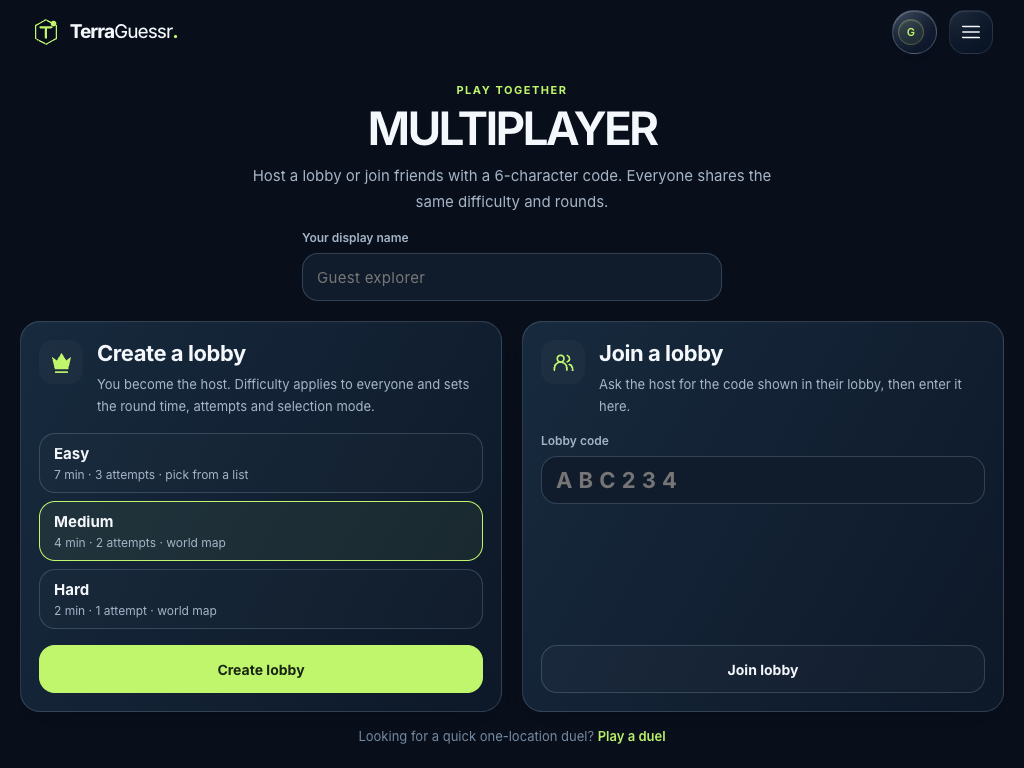 TerraGuessr.
G
PLAY TOGETHER
MULTIPLAYER
Host a lobby or join friends with a 6-character code. Everyone shares the
same difficulty and rounds.
Your display name
Guest explorer
Create a lobby
You become the host. Difficulty applies to everyone and sets
the round time, attempts and selection mode.
Easy
7 min · 3 attempts · pick from a list
Medium
4 min · 2 attempts · world map
Hard
2 min · 1 attempt · world map
Create lobby
Join a lobby
Ask the host for the code shown in their lobby, then enter it
here.
Lobby code
ABC234
Join lobby
Looking for a quick one-location duel? Play a duel